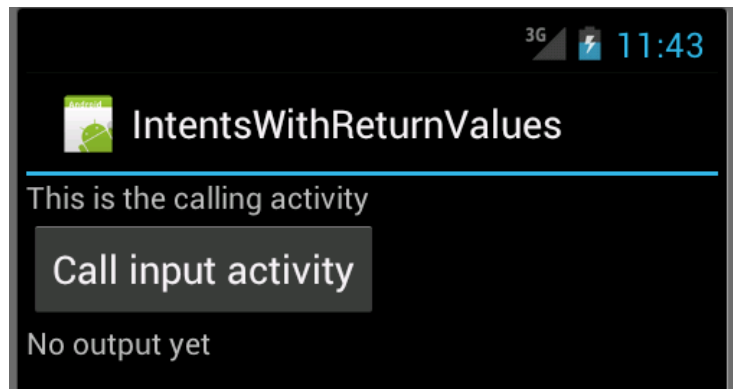 3G 11:43
Android
IntentsWithReturnValues
This is the calling activity
Call input activity
No output yet